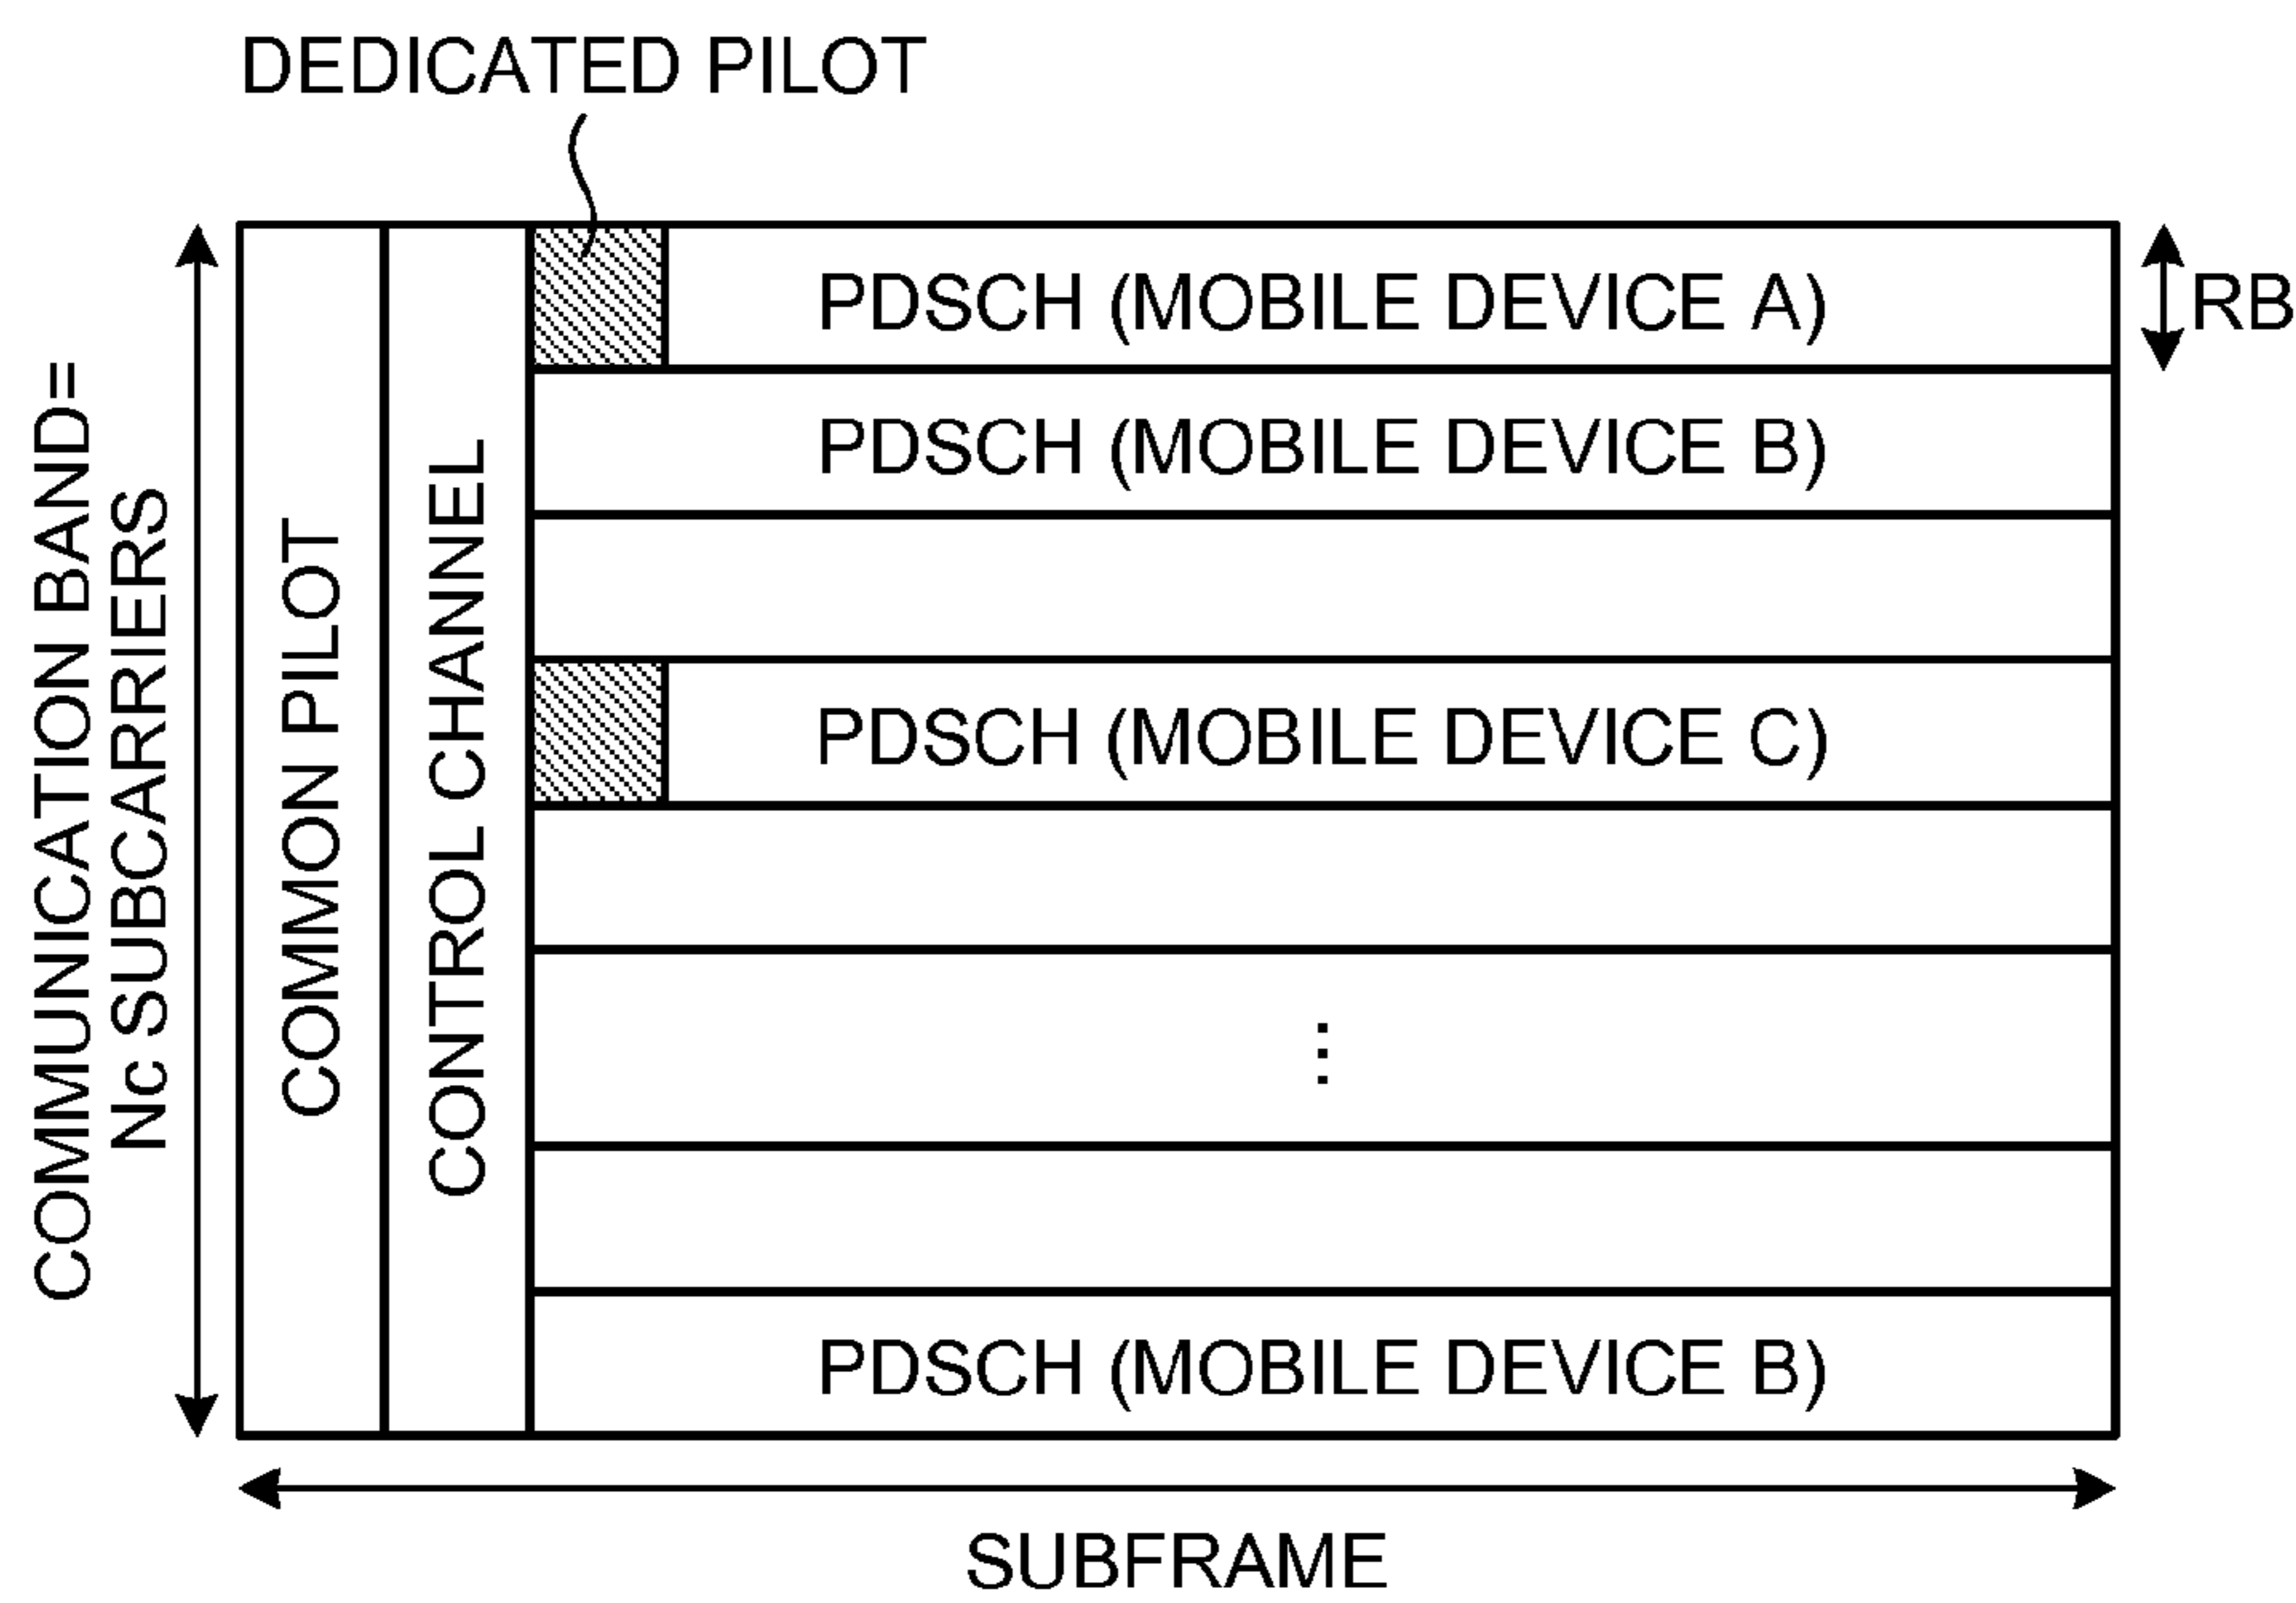 DEDICATED PILOT
COMMUNICATION BAND=
Nc SUBCARRIERS
COMMON PILOT
CONTROL CHANNEL
PDSCH (MOBILE DEVICE A)
RB
PDSCH (MOBILE DEVICE B)
PDSCH (MOBILE DEVICE C)
⋮
PDSCH (MOBILE DEVICE B)
SUBFRAME